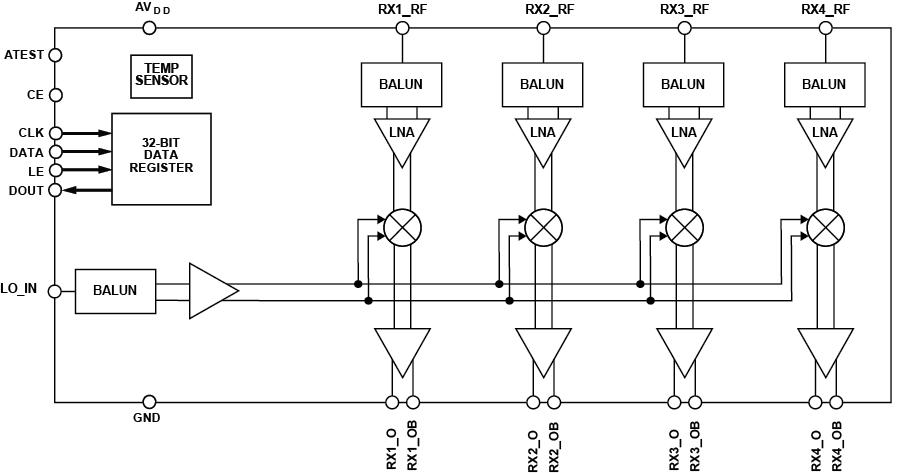 AVDD
RX1_RF
RX2_RF
RX3_RF
RX4_RF
ATEST
TEMP
SENSOR
BALUN
BALUN
BALUN
BALUN
CE
CLK
DATA
LE
DOUT
32-BIT
DATA
REGISTER
LNA
LNA
LNA
LNA
LO_IN
BALUN
GND
RX1_O
RX1_OB
RX2_O
RX2_OB
RX3_O
RX3_OB
RX4_O
RX4_OB